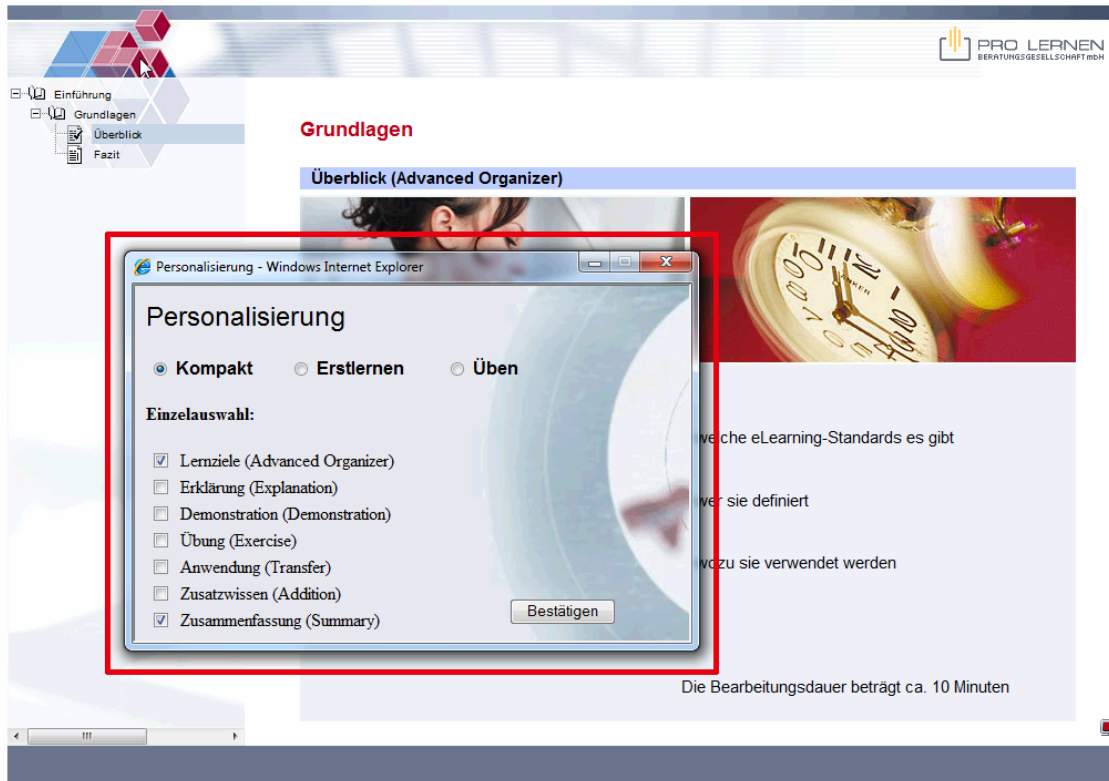 PRO LERNEN
BERATUNGSGESELLSCHAFT mbH
Einführung
Grundlagen
Überblick
Fazit
Grundlagen
Überblick (Advanced Organizer)
Personalisierung - Windows Internet Explorer
Personalisierung
Kompakt Erstlernen Üben
Einzelauswahl:
Lernziele (Advanced Organizer)
Erklärung (Explanation)
Demonstration (Demonstration)
Übung (Exercise)
Anwendung (Transfer)
Zusatzwissen (Addition)
Zusammenfassung (Summary)
Bestätigen
welche eLearning-Standards es gibt
wer sie definiert
wozu sie verwendet werden
Die Bearbeitungsdauer beträgt ca. 10 Minuten